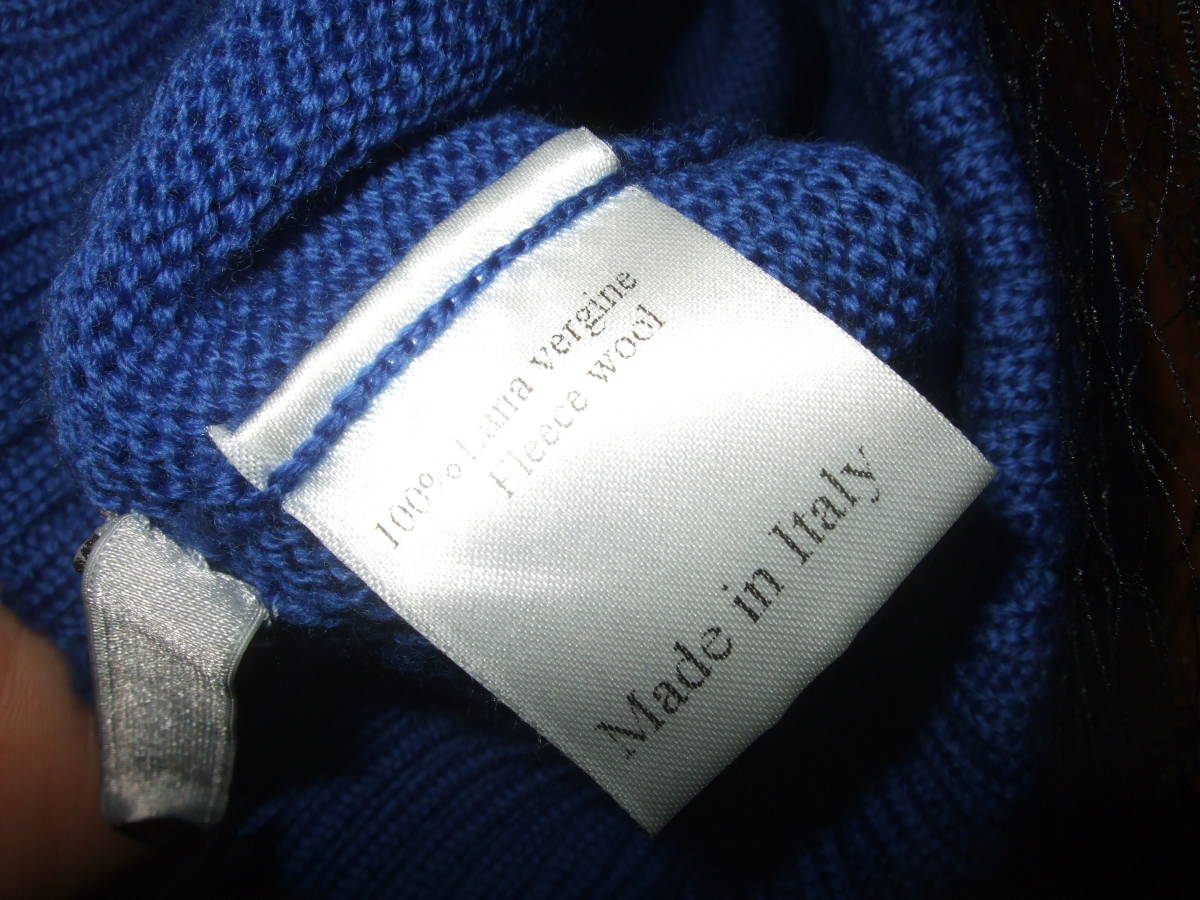 100% Lana vergine
Fleece wool
Made in Italy